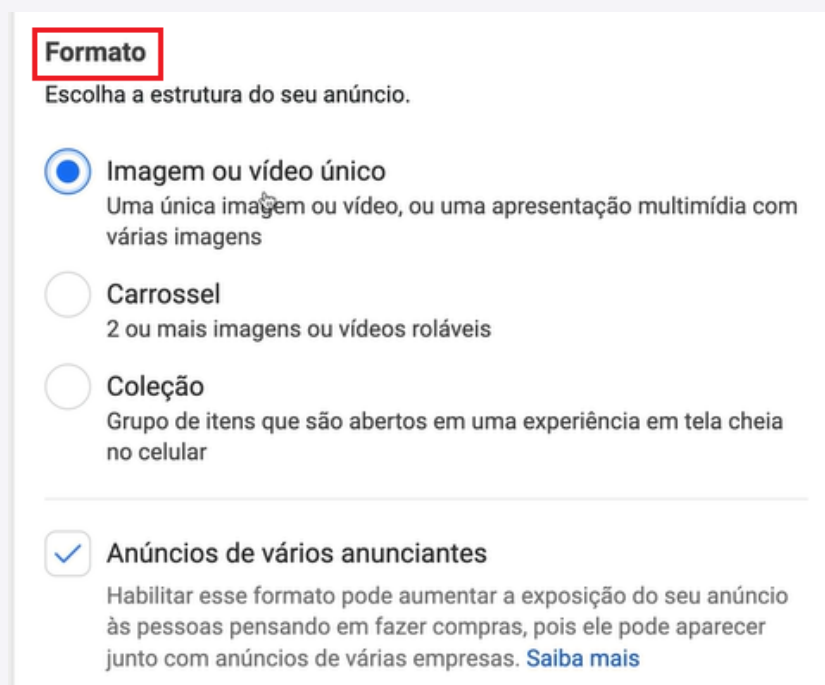 Formato
Escolha a estrutura do seu anúncio.
Imagem ou vídeo único
Uma única imagem ou vídeo, ou uma apresentação multimídia com
várias imagens
Carrossel
2 ou mais imagens ou vídeos roláveis
Coleção
Grupo de itens que são abertos em uma experiência em tela cheia
no celular
Anúncios de vários anunciantes
Habilitar esse formato pode aumentar a exposição do seu anúncio
às pessoas pensando em fazer compras, pois ele pode aparecer
junto com anúncios de várias empresas. Saiba mais